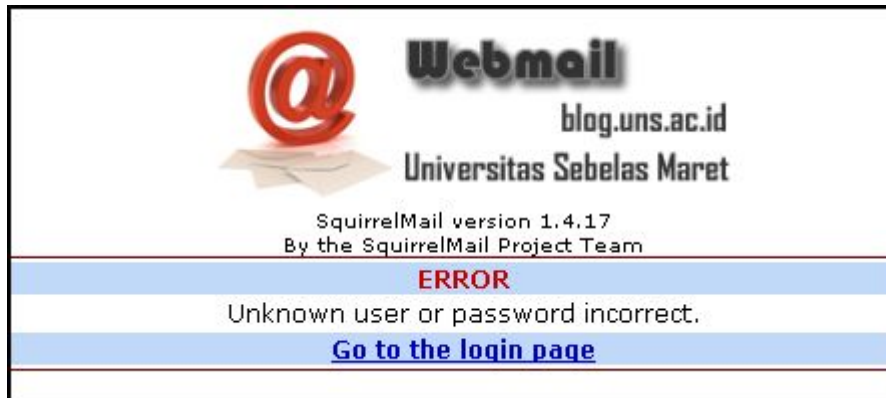 @ Webmail
blog.uns.ac.id
Universitas Sebelas Maret
SquirrelMail version 1.4.17
By the SquirrelMail Project Team
ERROR
Unknown user or password incorrect.
Go to the login page